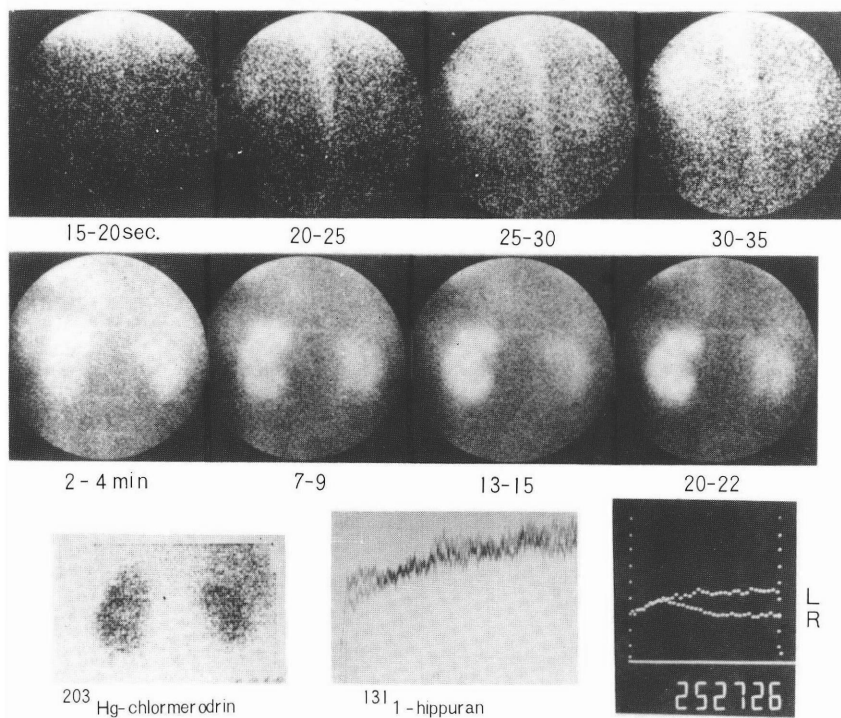 15-20sec.
20-25
25-30
30-35
2-4 min
7-9
13-15
20-22
L
R
252726
203 Hg-chlormerodrin
131 1-hippuran